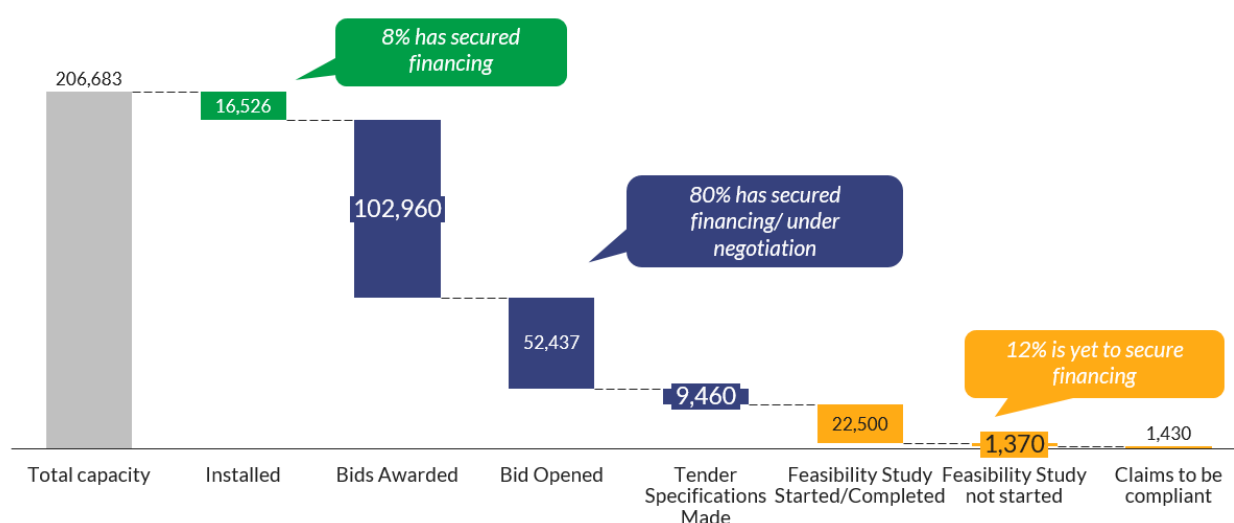 8% has secured
financing
206,683
16,526
102,960
80% has secured
financing/ under
negotiation
52,437
12% is yet to secure
financing
9,460
22,500
1,370
1,430
Total capacity
Installed
Bids Awarded
Bid Opened
Tender
Specifications
Made
Feasibility Study
Started/Completed
Feasibility Study
not started
Claims to be
compliant